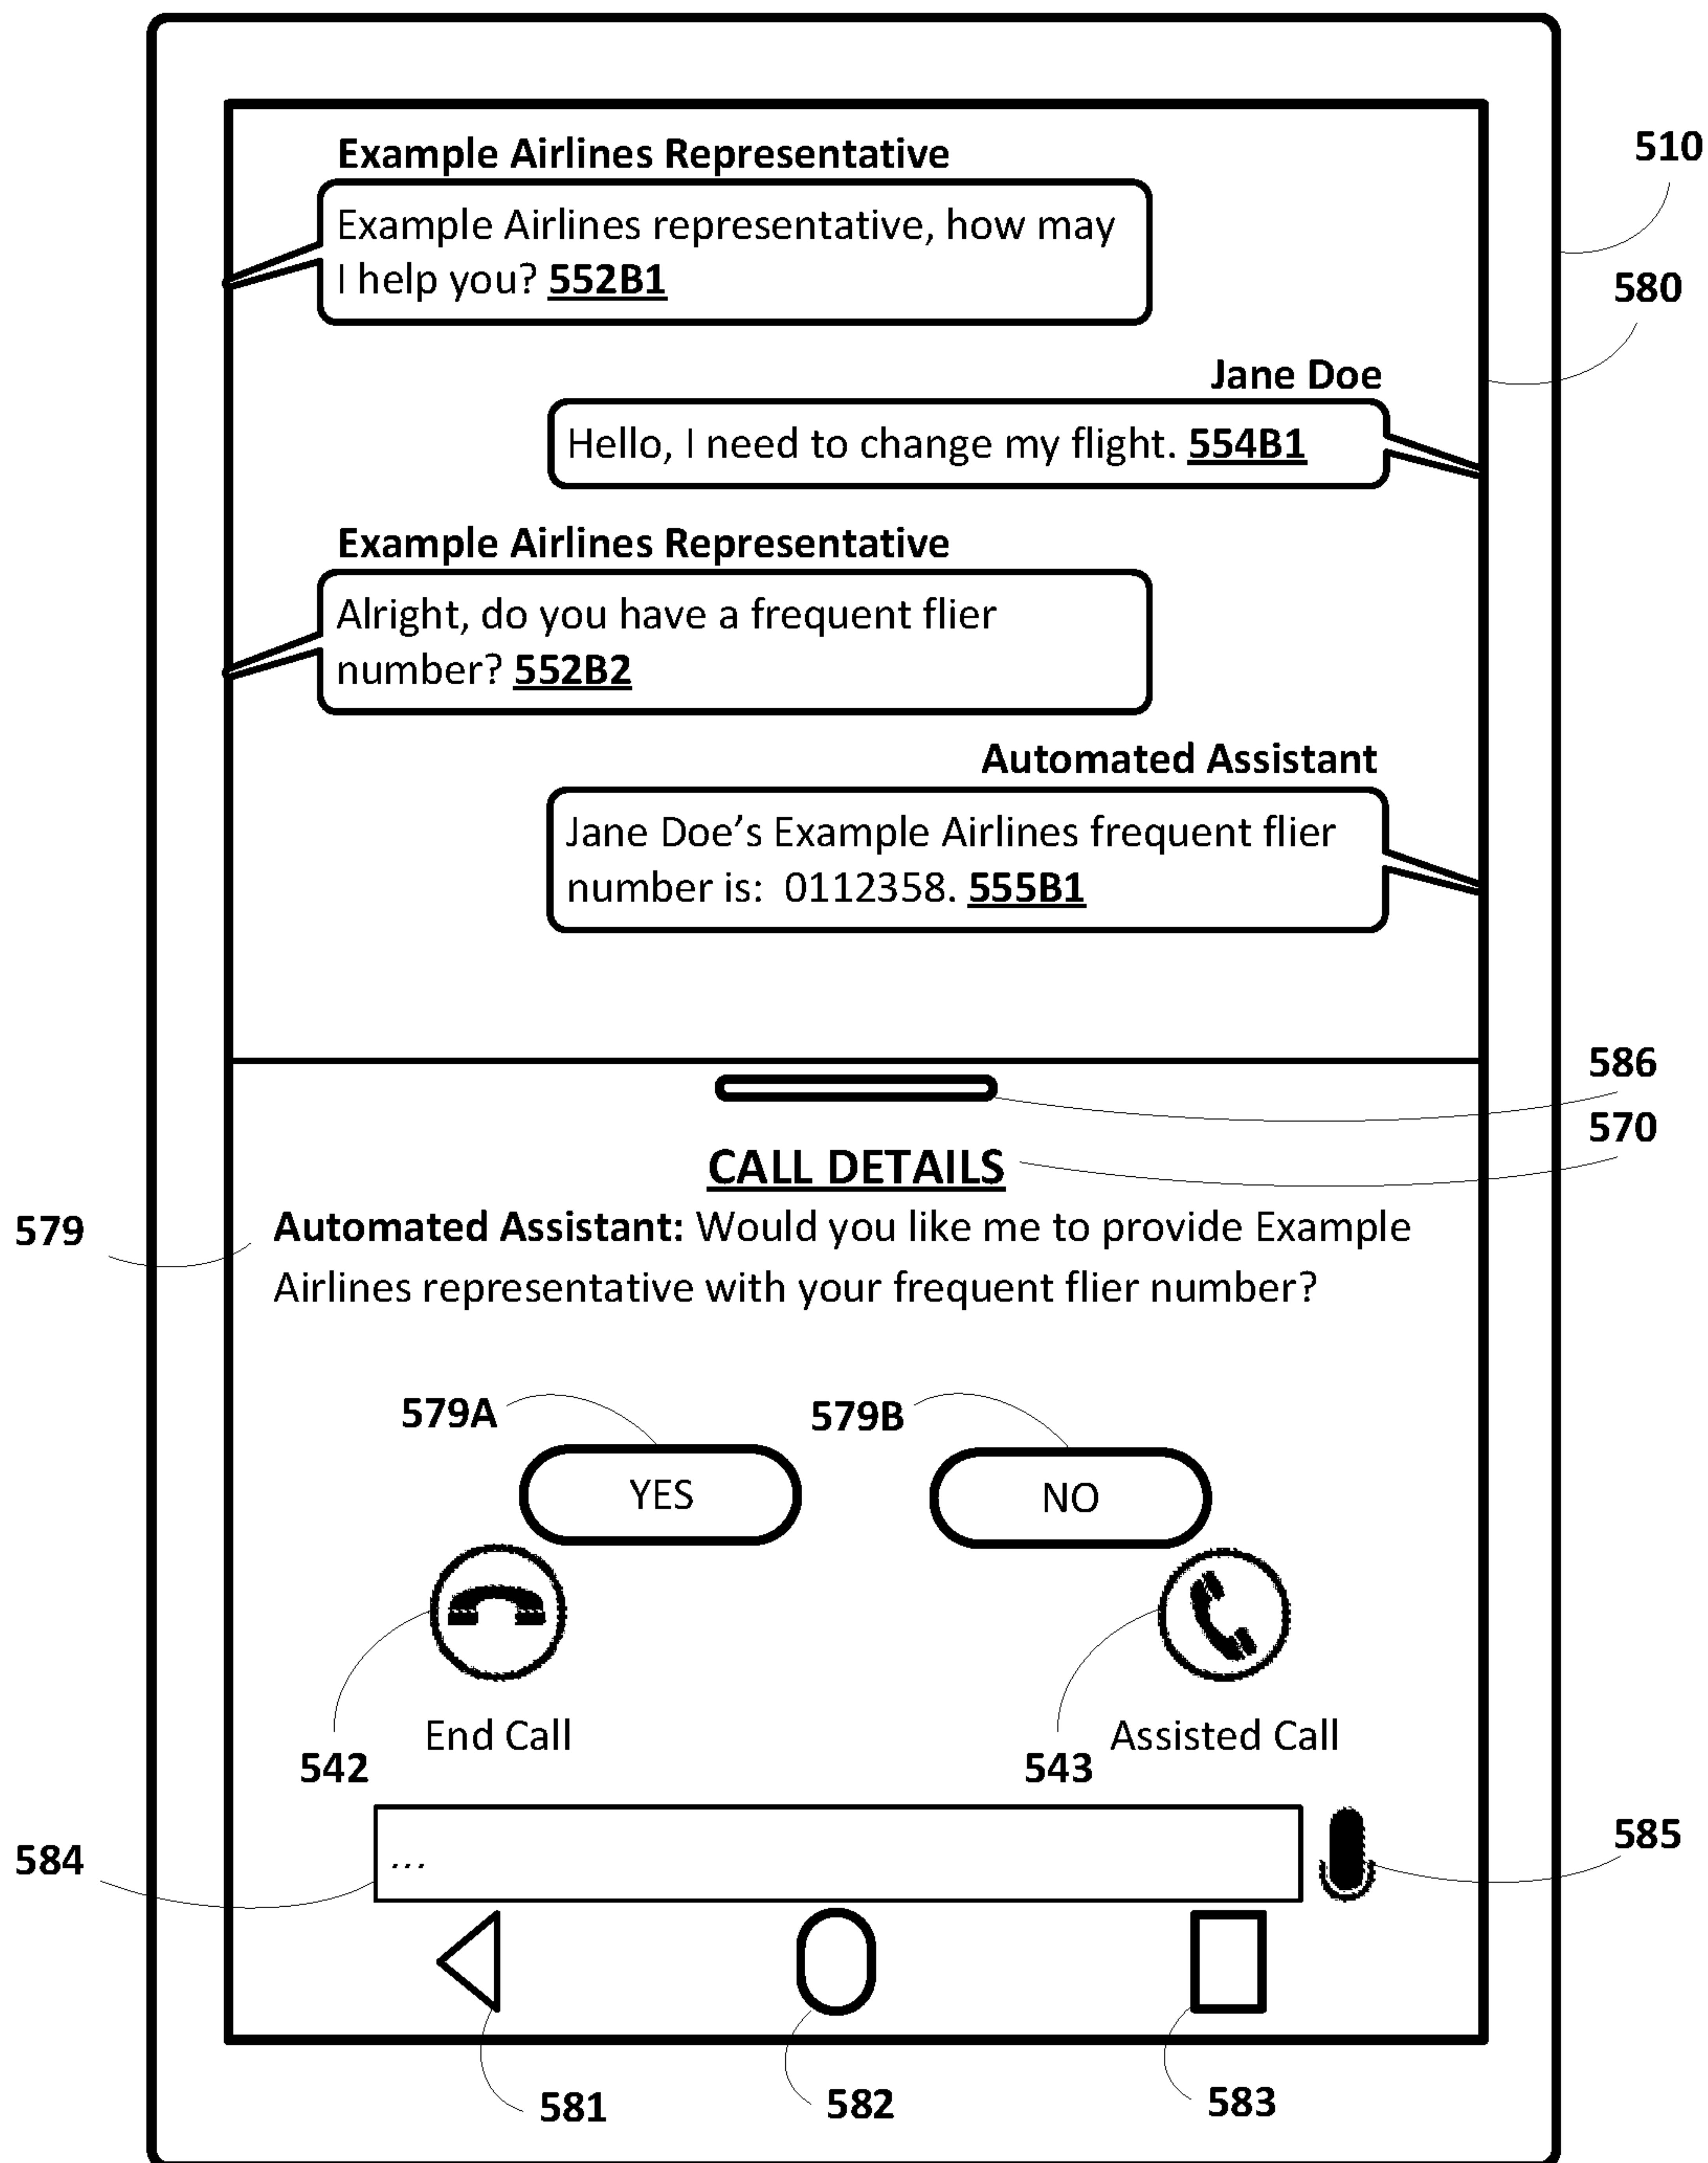 Example Airlines Representative
510
Example Airlines representative, how may
I help you? 552B1
580
Jane Doe
Hello, I need to change my flight. 554B1
Example Airlines Representative
Alright, do you have a frequent flier
number? 552B2
Automated Assistant
Jane Doe’s Example Airlines frequent flier
number is:  0112358. 555B1
586
570
CALL DETAILS
579
Automated Assistant: Would you like me to provide Example
Airlines representative with your frequent flier number?
579A
579B
YES
NO
End Call
Assisted Call
542
543
...
584
585
581
582
583